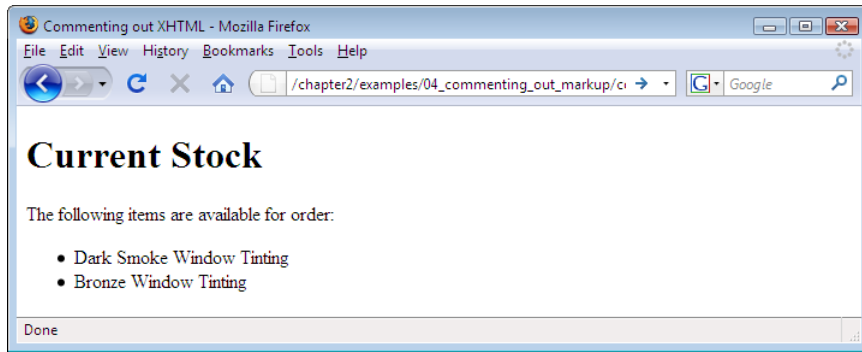 Commenting out XHTML - Mozilla Firefox
File Edit View History Bookmarks Tools Help
/chapter2/examples/04_commenting_out_markup/ G Google
Current Stock
The following items are available for order:
• Dark Smoke Window Tinting
• Bronze Window Tinting
Done